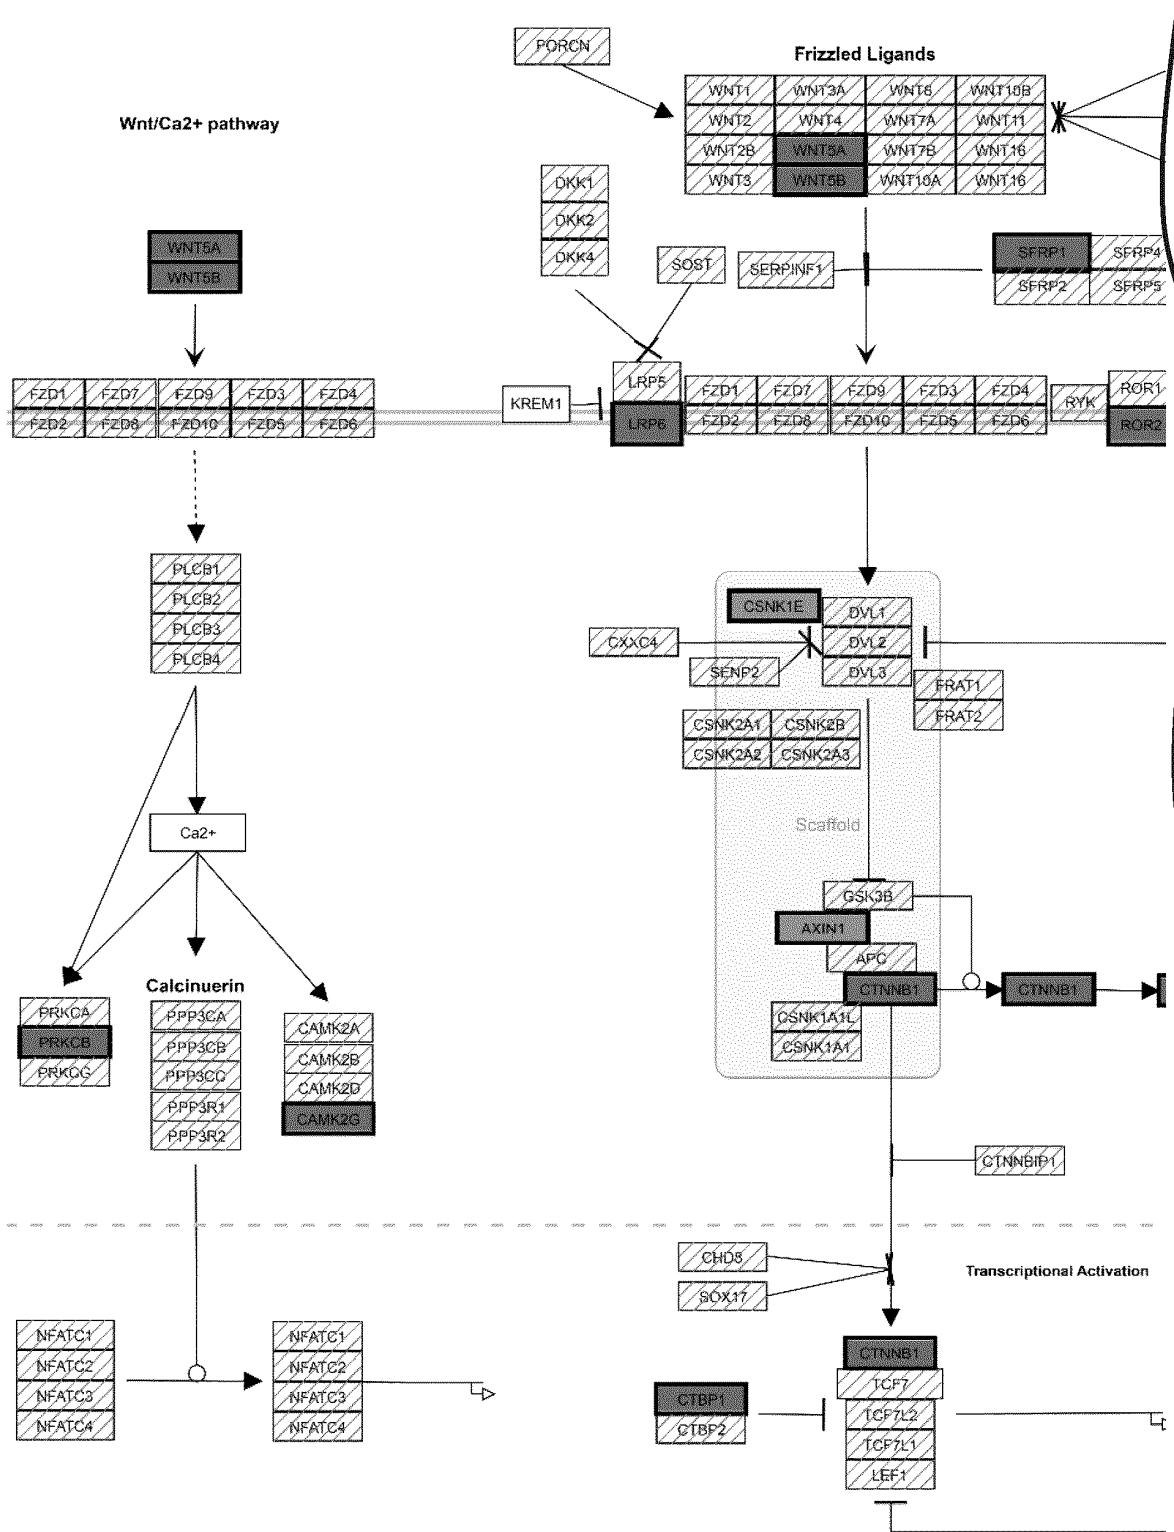 PORCN
Frizzled Ligands
WNT1 WNT3A WNT6 WNT10B
WNT2 WNT4 WNT7A WNT11
WNT2B WNT5A WNT7B WNT16
WNT3 WNT5B WNT10A WNT16
Wnt/Ca2+ pathway
DKK1
DKK2
DKK4
WNT5A
WNT5B
SOST
SERPINF1
SFRP1 SFRP4
SFRP2 SFRP5
FZD1 FZD7 FZD9 FZD3 FZD4
FZD2 FZD8 FZD10 FZD5 FZD6
KREM1
LRP5
LRP6
FZD1 FZD7 FZD9 FZD3 FZD4
FZD2 FZD8 FZD10 FZD5 FZD6
RYK
ROR1
ROR2
PLCB1
PLCB2
PLCB3
PLCB4
CSNK1E
DVL1
DVL2
DVL3
CXXC4
SENP2
FRAT1
FRAT2
CSNK2A1 CSNK2B
CSNK2A2 CSNK2A3
Ca2+
Scaffold
GSK3B
AXIN1
APC
CTNNB1
CTNNB1
CSNK1A1L
CSNK1A1
Calcinuerin
PRKCA
PRKCB
PRKCG
PPP3CA
PPP3CB
PPP3CC
PPP3R1
PPP3R2
CAMK2A
CAMK2B
CAMK2D
CAMK2G
CTNNBIP1
CHD8
SOX17
Transcriptional Activation
NFATC1
NFATC2
NFATC3
NFATC4
NFATC1
NFATC2
NFATC3
NFATC4
CTBP1
CTBP2
CTNNB1
TCF7
TCF7L2
TCF7L1
LEF1